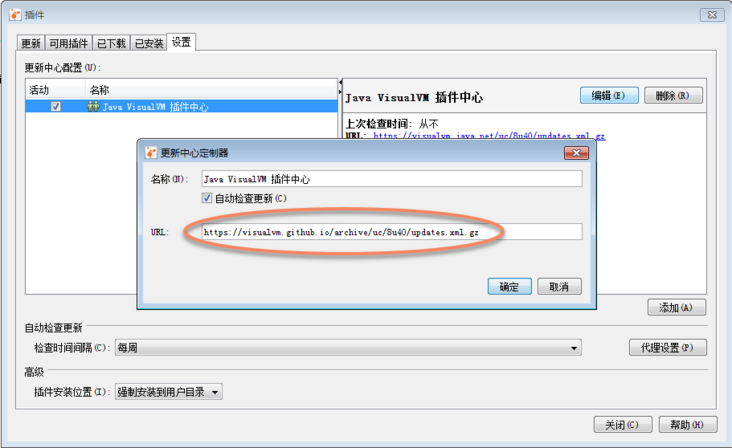 插件
更新 可用插件 已下载 已安装 设置
更新中心配置(U):
活动 名称
Java VisualVM 插件中心
Java VisualVM 插件中心 编辑(E) 删除(R)
上次检查时间: 从不
URL: https://visualvm.java.net/uc/8u40/updates.xml.gz
更新中心定制器
名称(N): Java VisualVM 插件中心
自动检查更新(C)
URL: https://visualvm.github.io/archive/uc/8u40/updates.xml.gz
确定 取消
添加(A)
自动检查更新
检查时间间隔(C): 每周 代理设置(P)
高级
插件安装位置(I): 强制安装到用户目录
关闭(C) 帮助(H)